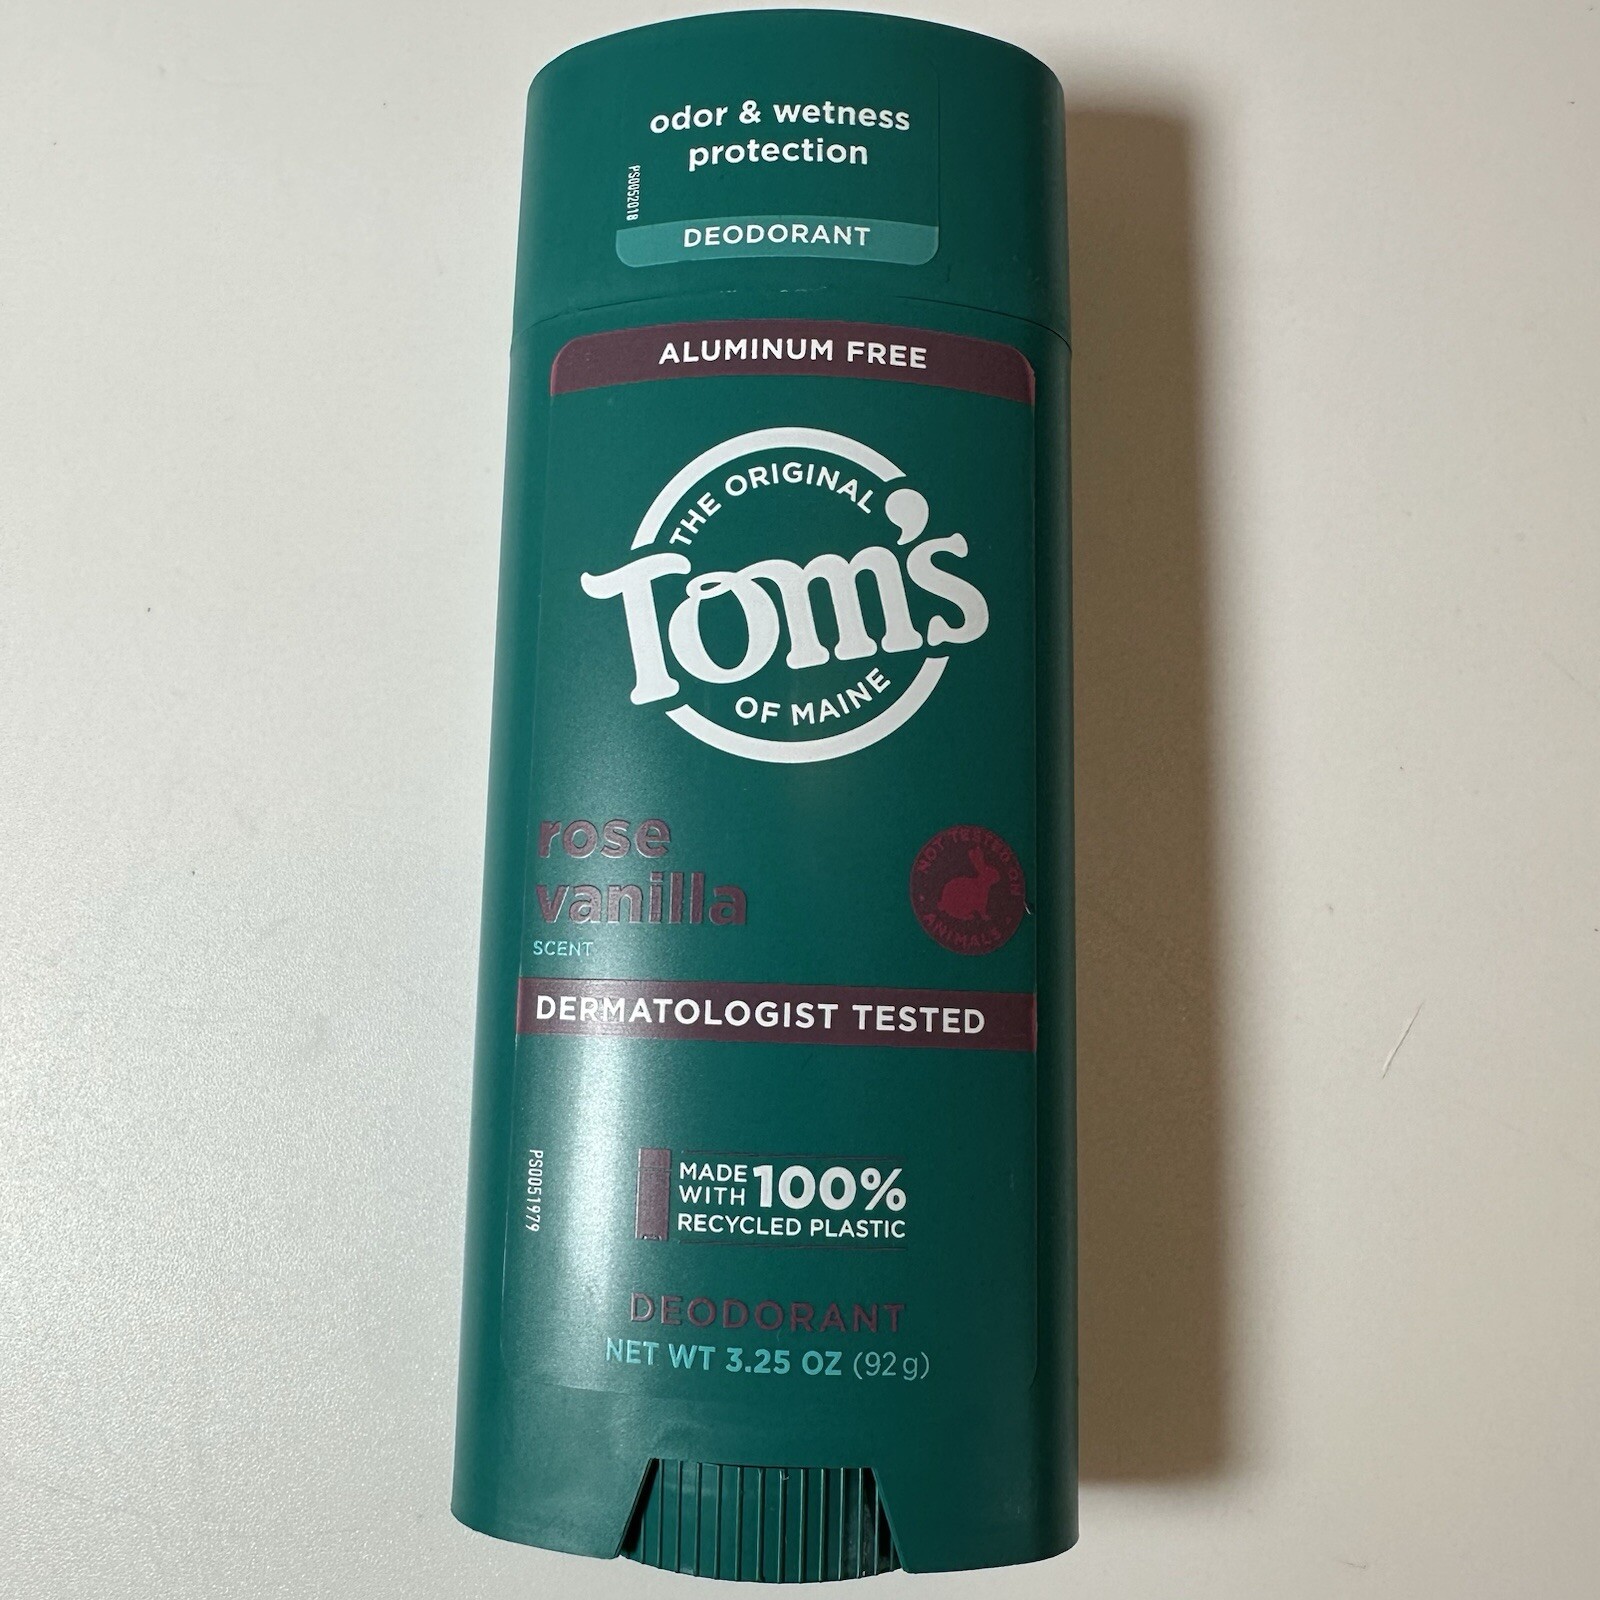 odor & wetness
protection
PS0052018
DEODORANT
ALUMINUM FREE
THE ORIGINAL
Tom's
OF MAINE
rose
vanilla
SCENT
NOT TESTED ON
ANIMALS
DERMATOLOGIST TESTED
PS0051979
MADE
WITH 100%
RECYCLED PLASTIC
DEODORANT
NET WT 3.25 OZ (92 g)